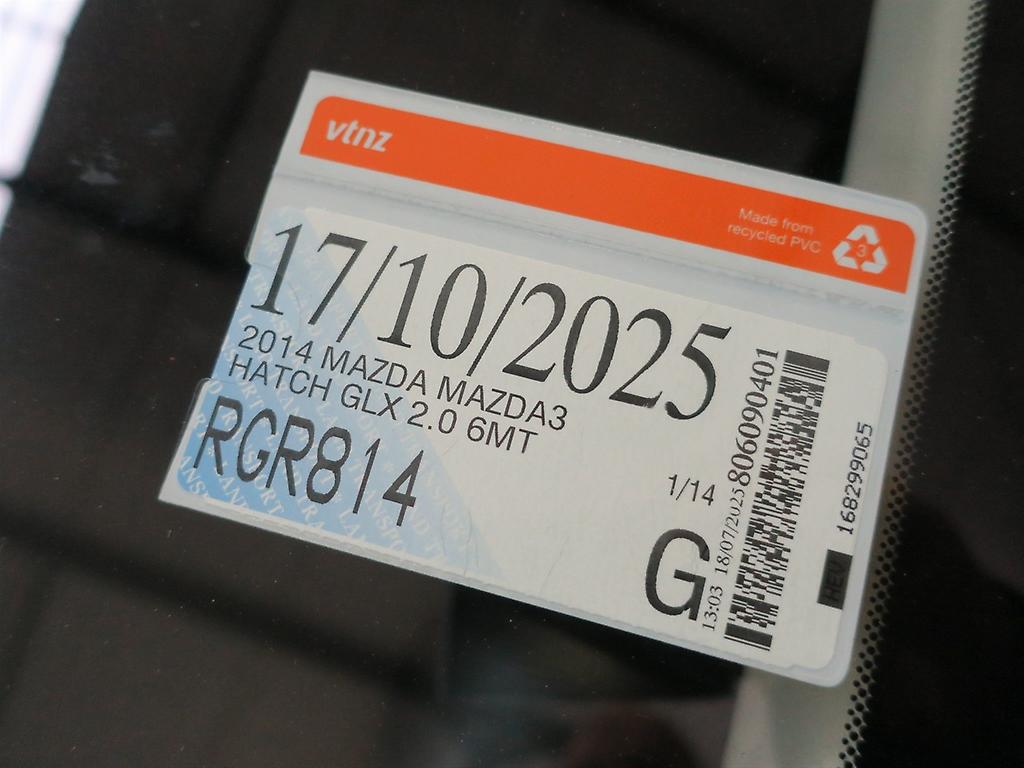 vtnz
Made from
recycled PVC
3
17/10/2025
2014 MAZDA MAZDA3
HATCH GLX 2.0 6MT
RGR814
1/14
G
13:03 18/07/2025 806090401
168299065